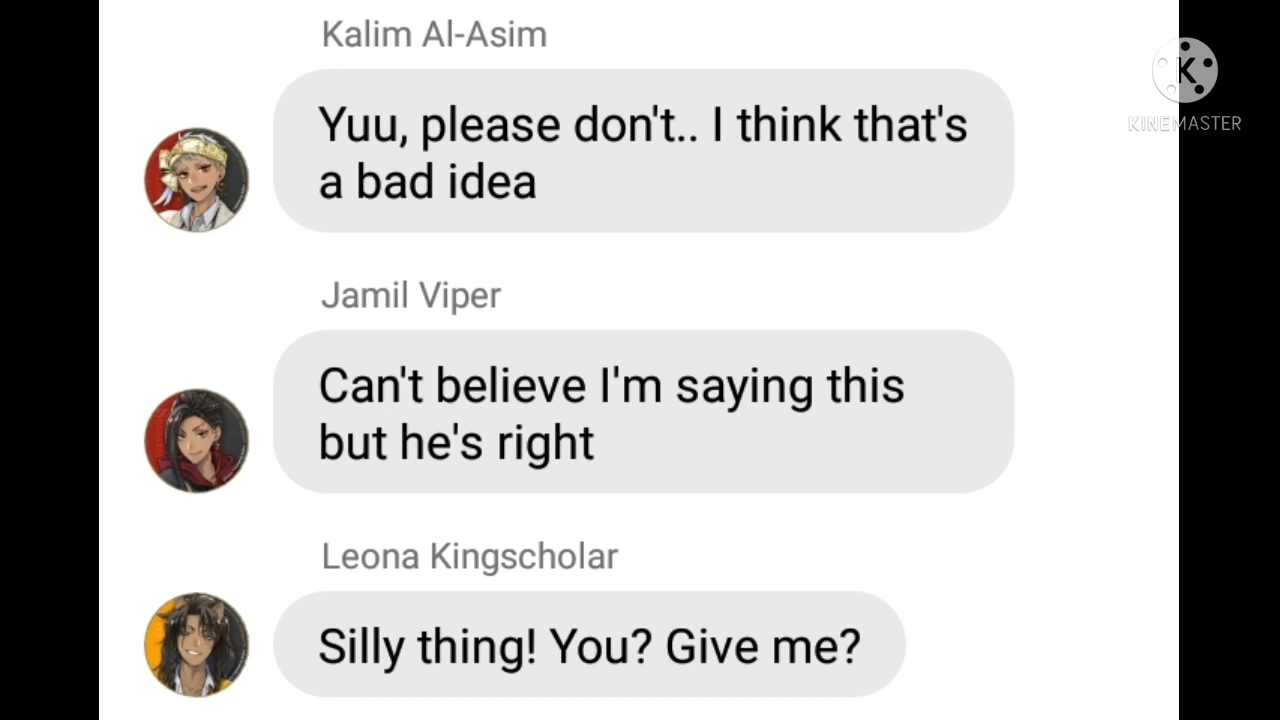 Kalim Al-Asim
Yuu, please don't.. I think that's
a bad idea
K
KINEMASTER
Jamil Viper
Can't believe I'm saying this
but he's right
Leona Kingscholar
Silly thing! You? Give me?